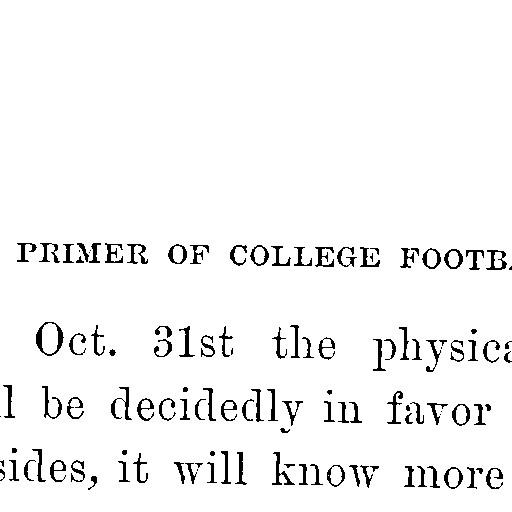 PRIMER OF COLLEGE FOOTB
Oct. 31st the physica
l be decidedly in favor
sides, it will know more